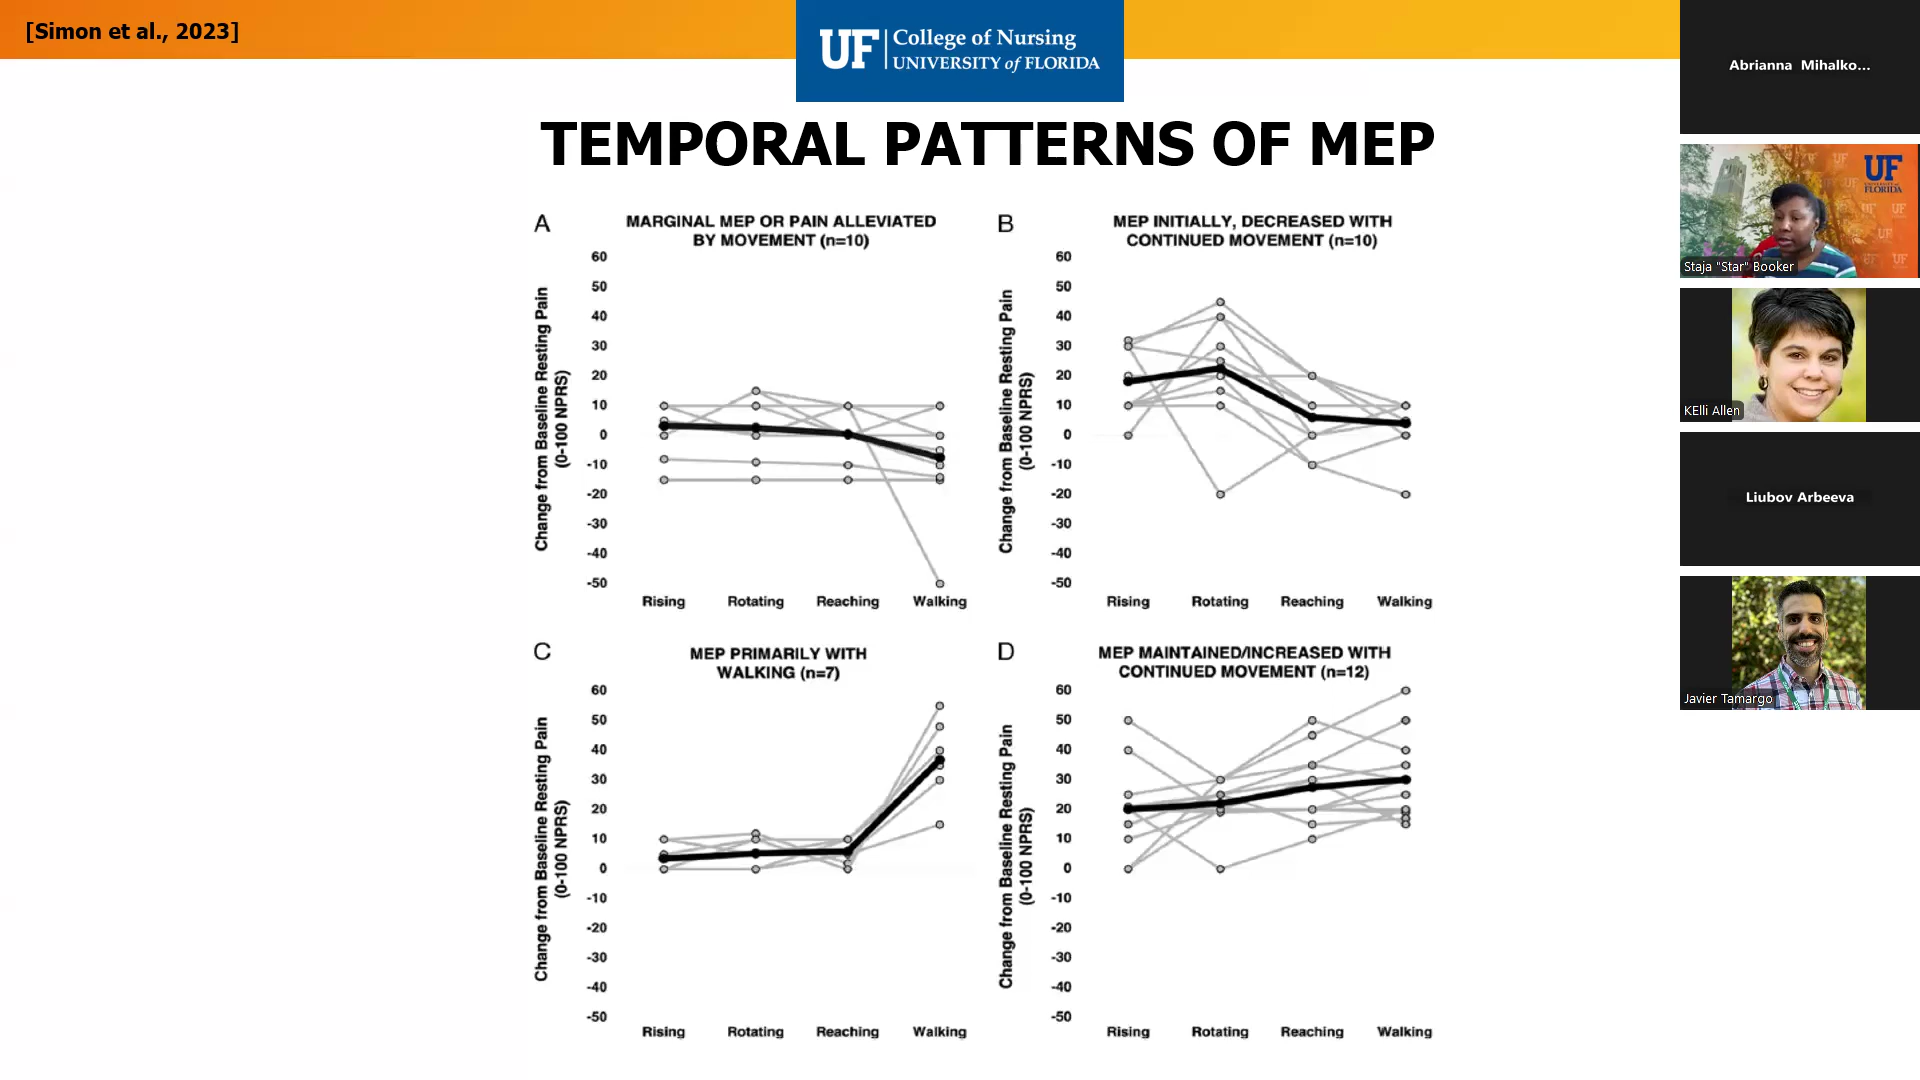 [Simon et al., 2023]
UF College of Nursing
UNIVERSITY of FLORIDA
TEMPORAL PATTERNS OF MEP
A
MARGINAL MEP OR PAIN ALLEVIATED
BY MOVEMENT (n=10)
Change from Baseline Resting Pain
(0-100 NPRS)
60
50
40
30
20
10
0
-10
-20
-30
-40
-50
Rising Rotating Reaching Walking
B
MEP INITIALLY, DECREASED WITH
CONTINUED MOVEMENT (n=10)
Change from Baseline Resting Pain
(0-100 NPRS)
60
50
40
30
20
10
0
-10
-20
-30
-40
-50
Rising Rotating Reaching Walking
C
MEP PRIMARILY WITH
WALKING (n=7)
Change from Baseline Resting Pain
(0-100 NPRS)
60
50
40
30
20
10
0
-10
-20
-30
-40
-50
Rising Rotating Reaching Walking
D
MEP MAINTAINED/INCREASED WITH
CONTINUED MOVEMENT (n=12)
Change from Baseline Resting Pain
(0-100 NPRS)
60
50
40
30
20
10
0
-10
-20
-30
-40
-50
Rising Rotating Reaching Walking
Abrianna Mihalko...
UF
UNIVERSITY of
FLORIDA
Staja "Star" Booker
KElli Allen
Liubov Arbeeva
Javier Tamargo